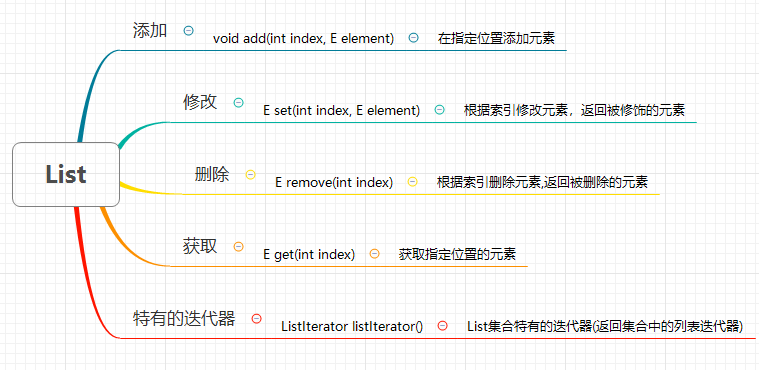 添加
void add(int index, E element)
在指定位置添加元素
修改
E set(int index, E element)
根据索引修改元素，返回被修饰的元素
List
删除
E remove(int index)
根据索引删除元素,返回被删除的元素
获取
E get(int index)
获取指定位置的元素
特有的迭代器
ListIterator listIterator()
List集合特有的迭代器(返回集合中的列表迭代器)